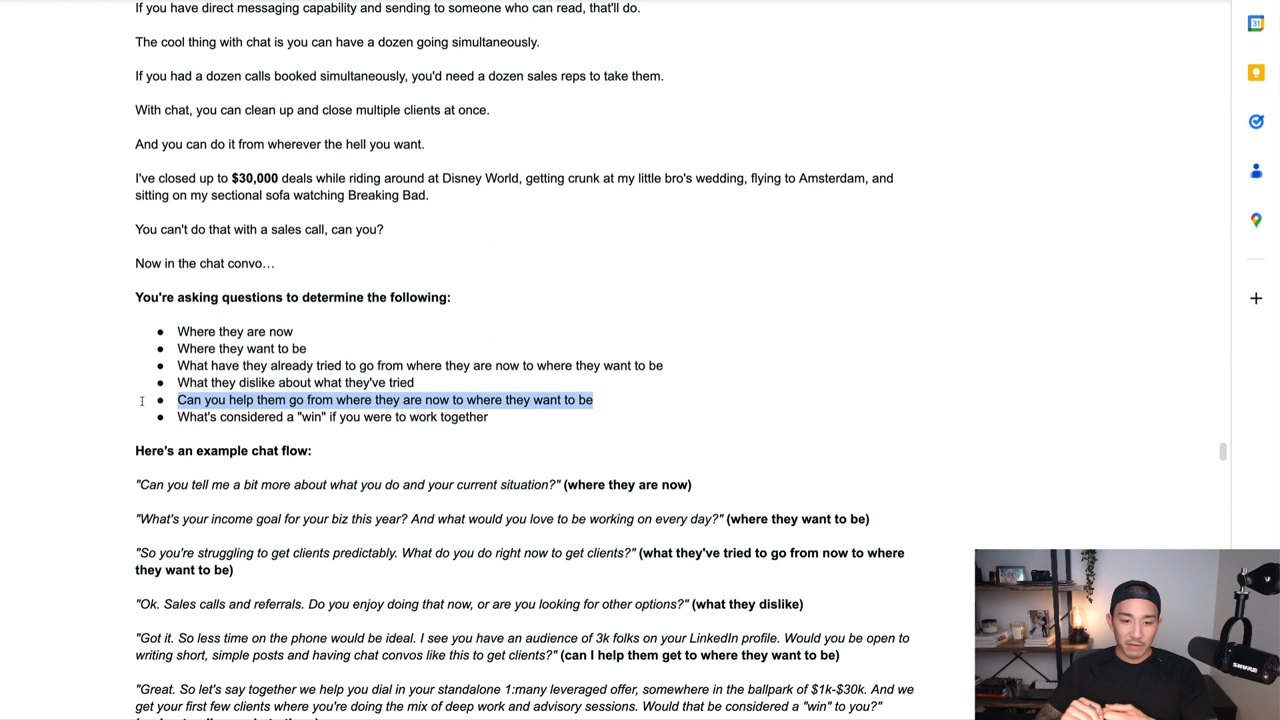 If you have direct messaging capability and sending to someone who can read, that'll do.
The cool thing with chat is you can have a dozen going simultaneously.
If you had a dozen calls booked simultaneously, you'd need a dozen sales reps to take them.
With chat, you can clean up and close multiple clients at once.
And you can do it from wherever the hell you want.
I've closed up to $30,000 deals while riding around at Disney World, getting crunk at my little bro's wedding, flying to Amsterdam, and
sitting on my sectional sofa watching Breaking Bad.
You can't do that with a sales call, can you?
Now in the chat convo…
You're asking questions to determine the following:
● Where they are now
● Where they want to be
● What have they already tried to go from where they are now to where they want to be
● What they dislike about what they've tried
● Can you help them go from where they are now to where they want to be
● What's considered a "win" if you were to work together
Here's an example chat flow:
"Can you tell me a bit more about what you do and your current situation?" (where they are now)
"What's your income goal for your biz this year? And what would you love to be working on every day?" (where they want to be)
"So you're struggling to get clients predictably. What do you do right now to get clients?" (what they've tried to go from now to where
they want to be)
"Ok. Sales calls and referrals. Do you enjoy doing that now, or are you looking for other options?" (what they dislike)
"Got it. So less time on the phone would be ideal. I see you have an audience of 3k folks on your LinkedIn profile. Would you be open to
writing short, simple posts and having chat convos like this to get clients?" (can I help them get to where they want to be)
"Great. So let's say together we help you dial in your standalone 1:many leveraged offer, somewhere in the ballpark of $1k-$30k. And we
get your first few clients where you're doing the mix of deep work and advisory sessions. Would that be considered a "win" to you?"
31
SHURE